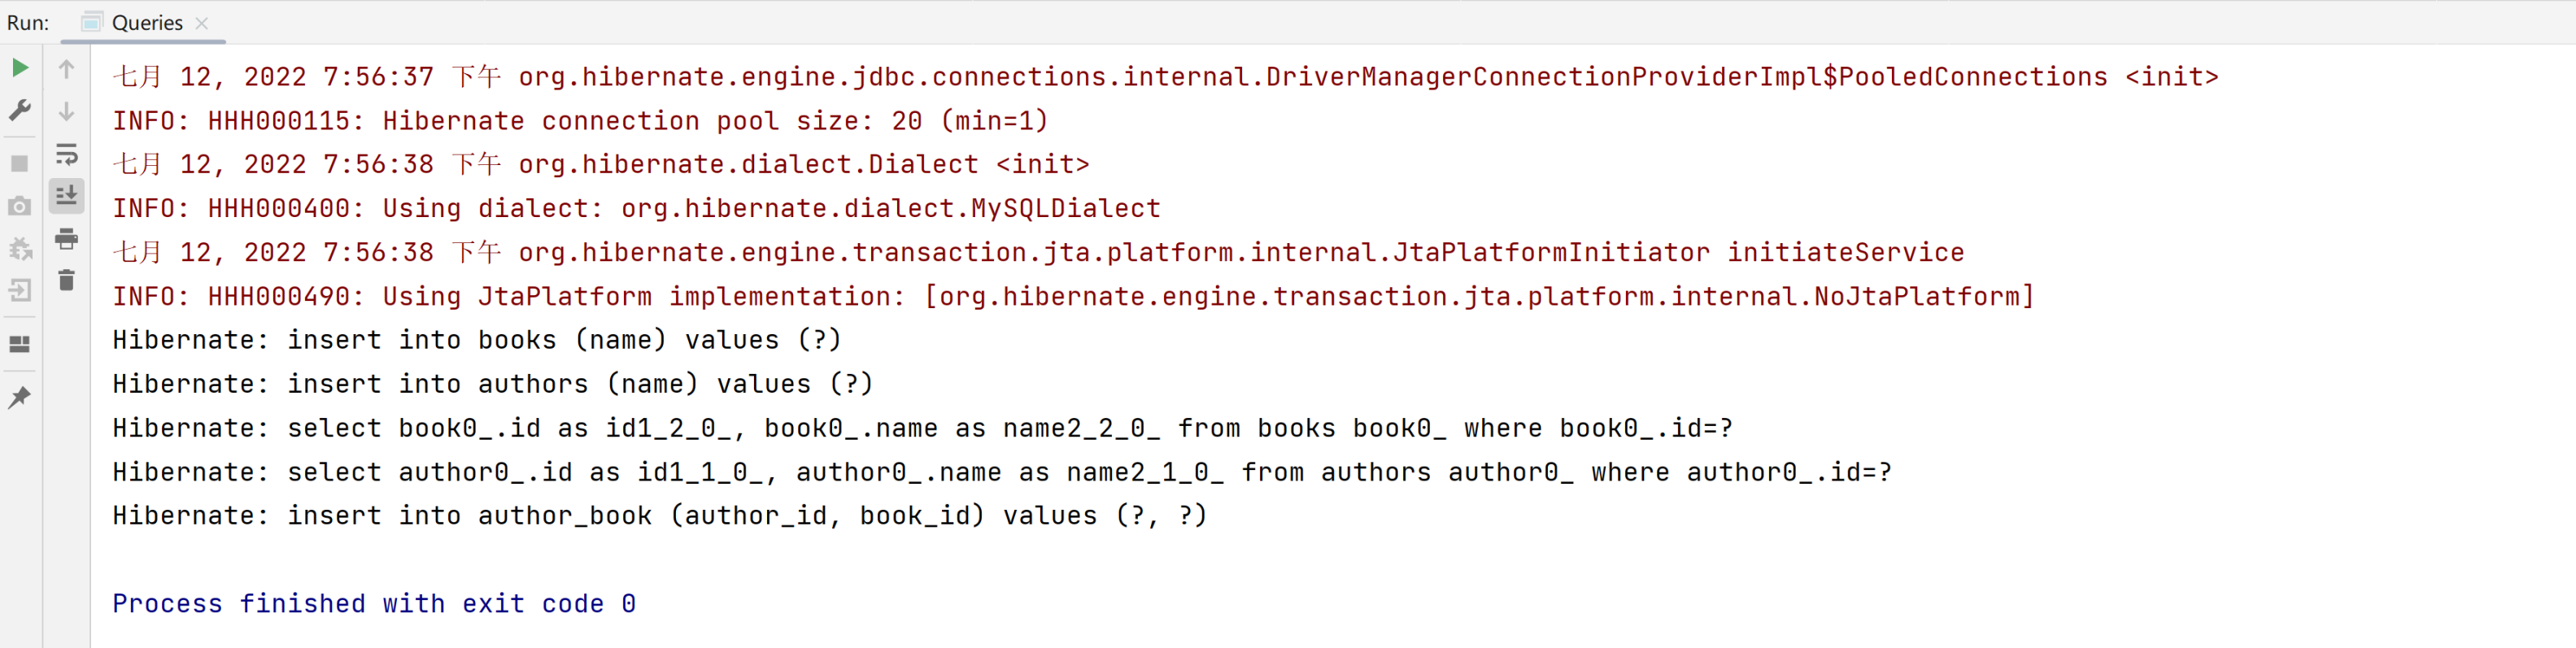 Run: Queries
七月 12, 2022 7:56:37 下午 org.hibernate.engine.jdbc.connections.internal.DriverManagerConnectionProviderImpl$PooledConnections <init>
INFO: HHH000115: Hibernate connection pool size: 20 (min=1)
七月 12, 2022 7:56:38 下午 org.hibernate.dialect.Dialect <init>
INFO: HHH000400: Using dialect: org.hibernate.dialect.MySQLDialect
七月 12, 2022 7:56:38 下午 org.hibernate.engine.transaction.jta.platform.internal.JtaPlatformInitiator initiateService
INFO: HHH000490: Using JtaPlatform implementation: [org.hibernate.engine.transaction.jta.platform.internal.NoJtaPlatform]
Hibernate: insert into books (name) values (?)
Hibernate: insert into authors (name) values (?)
Hibernate: select book0_.id as id1_2_0_, book0_.name as name2_2_0_ from books book0_ where book0_.id=?
Hibernate: select author0_.id as id1_1_0_, author0_.name as name2_1_0_ from authors author0_ where author0_.id=?
Hibernate: insert into author_book (author_id, book_id) values (?, ?)
Process finished with exit code 0